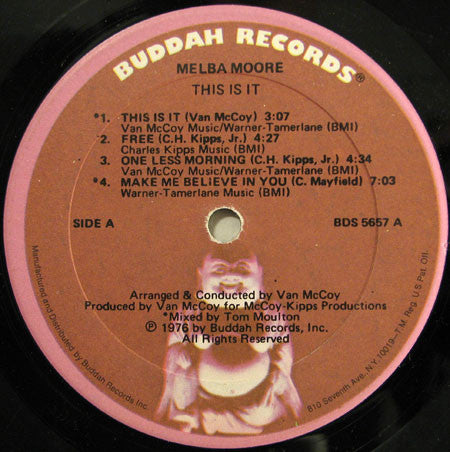 BUDDAH RECORDS®
MELBA MOORE
THIS IS IT
*1. THIS IS IT (Van McCoy) 3:07
Van McCoy Music/Warner-Tamerlane (BMI)
2. FREE (C.H. Kipps, Jr.) 4:27
Charles Kipps Music (BMI)
3. ONE LESS MORNING (C.H. Kipps, Jr.) 4:34
Van McCoy Music/Warner-Tamerlane (BMI)
*4. MAKE ME BELIEVE IN YOU (C. Mayfield) 7:03
Warner-Tamerlane Music (BMI)
SIDE A
BDS 5657 A
Arranged & Conducted by Van McCoy
Produced by Van McCoy for McCoy-Kipps Productions
*Mixed by Tom Moulton
℗ 1976 by Buddah Records, Inc.
All Rights Reserved
Manufactured and Distributed by Buddah Records Inc.
810 Seventh Ave. N.Y. 10019—T.M. Reg. U.S. Pat. Off.